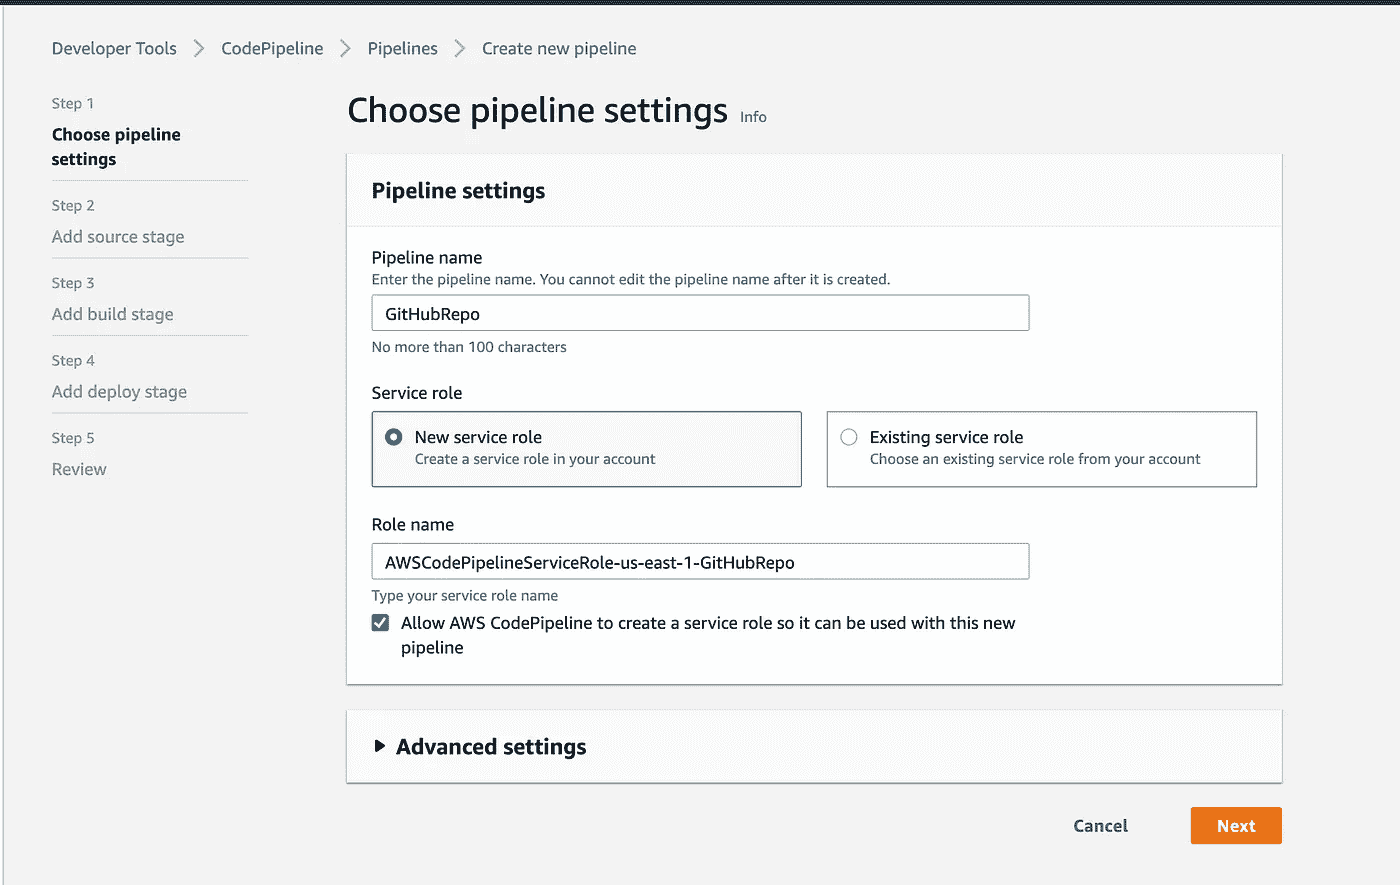 Developer Tools > CodePipeline > Pipelines > Create new pipeline
Step 1
Choose pipeline
settings
Step 2
Add source stage
Step 3
Add build stage
Step 4
Add deploy stage
Step 5
Review
Choose pipeline settings Info
Pipeline settings
Pipeline name
Enter the pipeline name. You cannot edit the pipeline name after it is created.
GitHubRepo
No more than 100 characters
Service role
New service role
Create a service role in your account
Existing service role
Choose an existing service role from your account
Role name
AWSCodePipelineServiceRole-us-east-1-GitHubRepo
Type your service role name
Allow AWS CodePipeline to create a service role so it can be used with this new
pipeline
Advanced settings
Cancel
Next